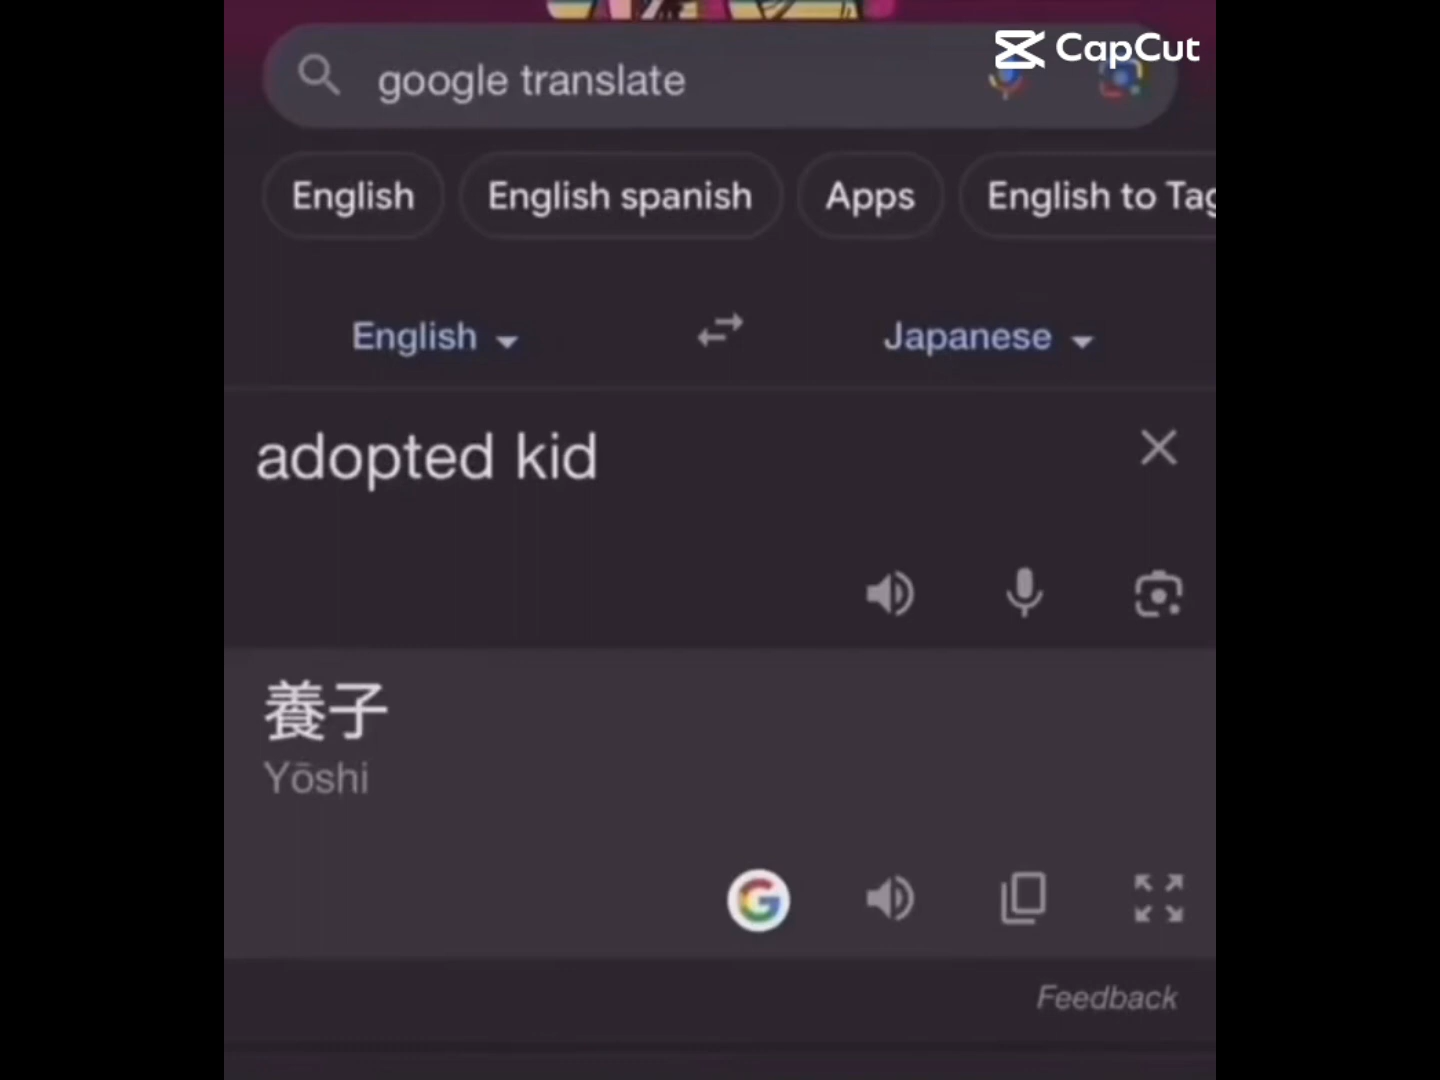 CapCut
google translate
English
English spanish
Apps
English to Tag
English
Japanese
adopted kid
養子
Yōshi
Feedback